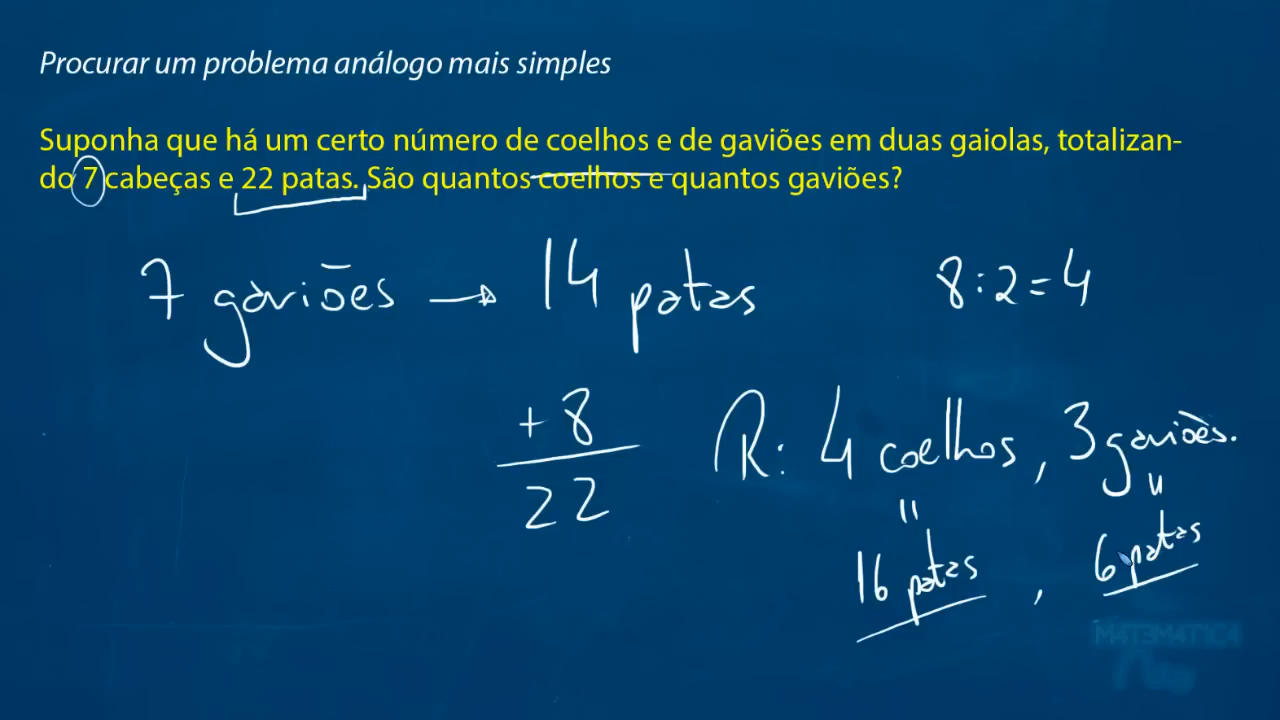 Procurar um problema análogo mais simples
Suponha que há um certo número de coelhos e de gaviões em duas gaiolas, totalizan-
do 7 cabeças e 22 patas. São quantos coelhos e quantos gaviões?
7 gaviões → 14 patas
8:2=4
+8
22
R: 4 coelhos, 3 gaviões.
16 patas, 6 patas
MATEMATICA